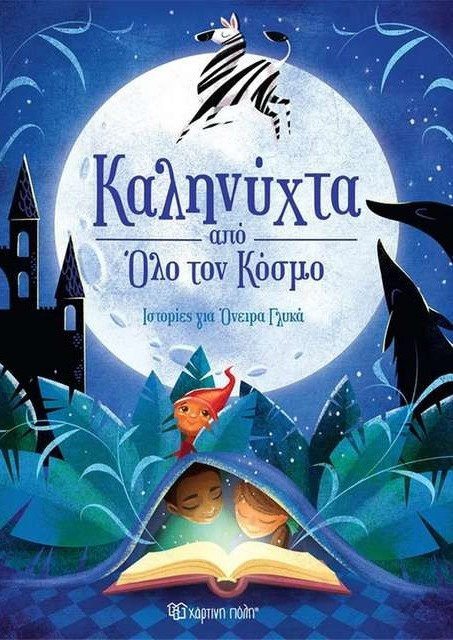 Καληνύχτα
από
Όλο τον Κόσμο
Ιστορίες για Όνειρα Γλυκά
χάρτινη πόλη